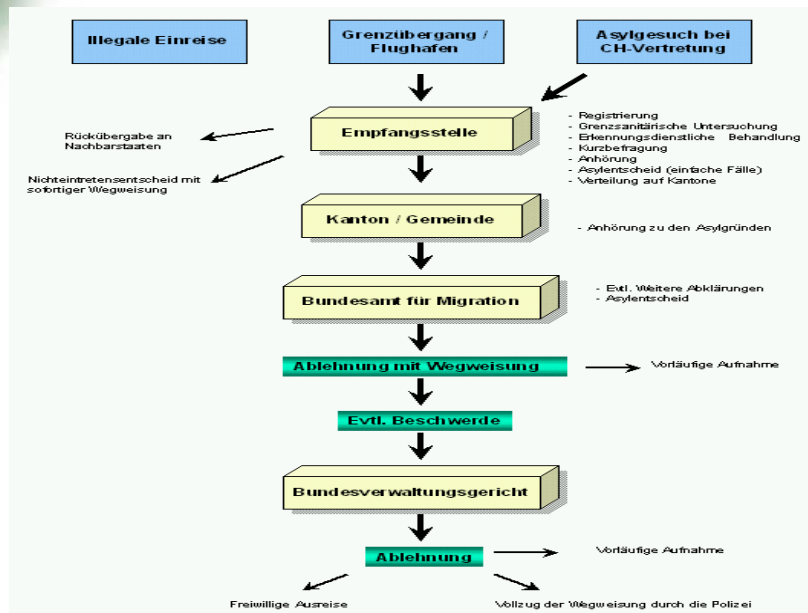 Illegale Einreise
Grenzübergang /
Flughafen
Asylgesuch bei
CH-Vertretung
Empfangsstelle
- Registrierung
- Grenzsanitärische Untersuchung
- Erkennungsdienstliche Behandlung
- Kurzbefragung
- Anhörung
- Asylentscheid (einfache Fälle)
- Verteilung auf Kantone
Rückübergabe an
Nachbarstaaten
Nichteintretensentscheid mit
sofortiger Wegweisung
Kanton / Gemeinde
- Anhörung zu den Asylgründen
Bundesamt für Migration
- Evtl. Weitere Abklärungen
- Asylentscheid
Ablehnung mit Wegweisung
Vorläufige Aufnahme
Evtl. Beschwerde
Bundesverwaltungsgericht
Ablehnung
Vorläufige Aufnahme
Freiwillige Ausreise
Vollzug der Wegweisung durch die Polizei